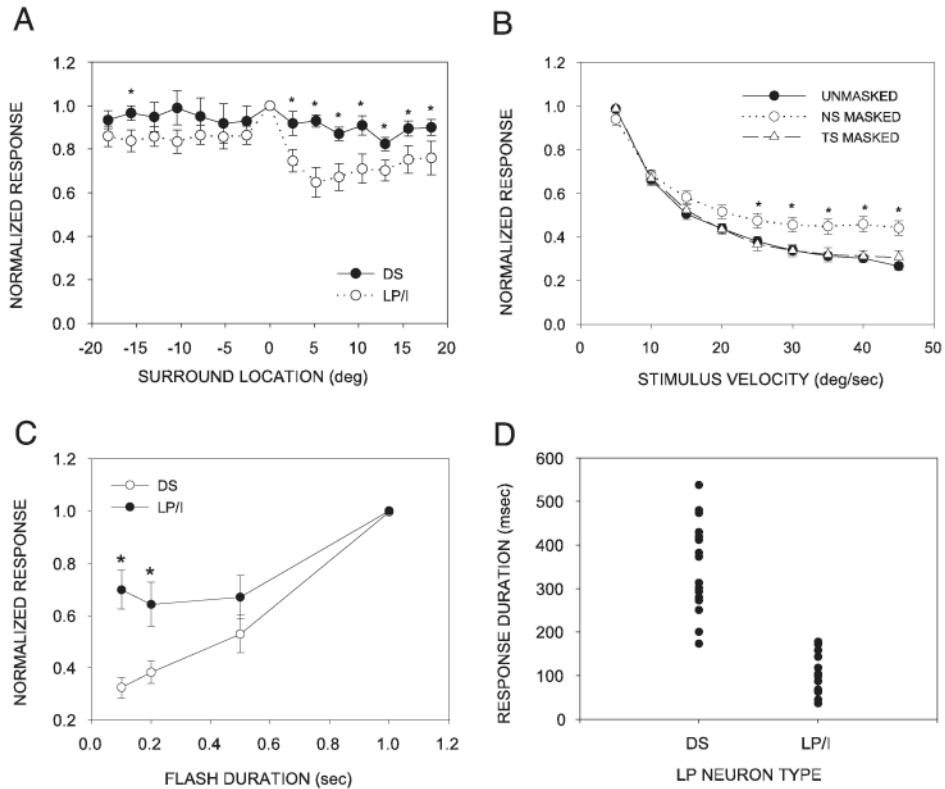 A
NORMALIZED RESPONSE
1.2
1.0
0.8
0.6
0.4
0.2
0.0
* * * * * * * *
DS
LP/I
-20 -15 -10 -5 0 5 10 15 20
SURROUND LOCATION (deg)
B
NORMALIZED RESPONSE
1.2
1.0
0.8
0.6
0.4
0.2
0.0
UNMASKED
NS MASKED
TS MASKED
* * * * *
0 10 20 30 40 50
STIMULUS VELOCITY (deg/sec)
C
NORMALIZED RESPONSE
1.2
1.0
0.8
0.6
0.4
0.2
DS
LP/I
* *
0.0 0.2 0.4 0.6 0.8 1.0 1.2
FLASH DURATION (sec)
D
RESPONSE DURATION (msec)
600
500
400
300
200
100
0
DS LP/I
LP NEURON TYPE